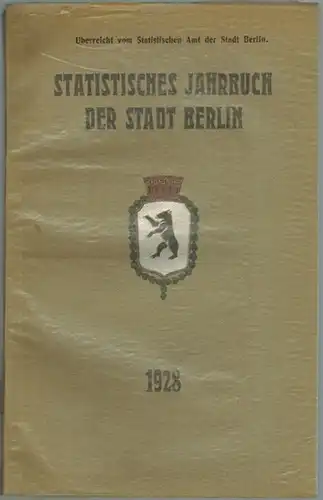 Überreicht vom Statistischen Amt der Stadt Berlin.
STATISTISCHES JAHRBUCH
DER STADT BERLIN
1928